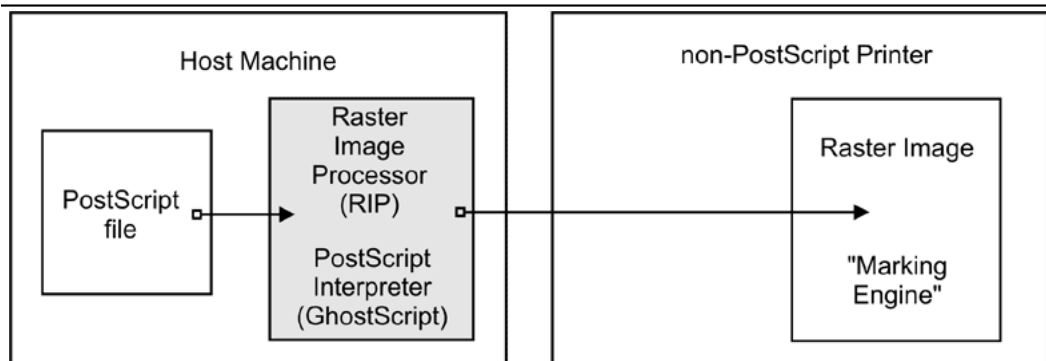 Host Machine
PostScript
file
Raster
Image
Processor
(RIP)
PostScript
Interpreter
(GhostScript)
non-PostScript Printer
Raster Image
"Marking
Engine"